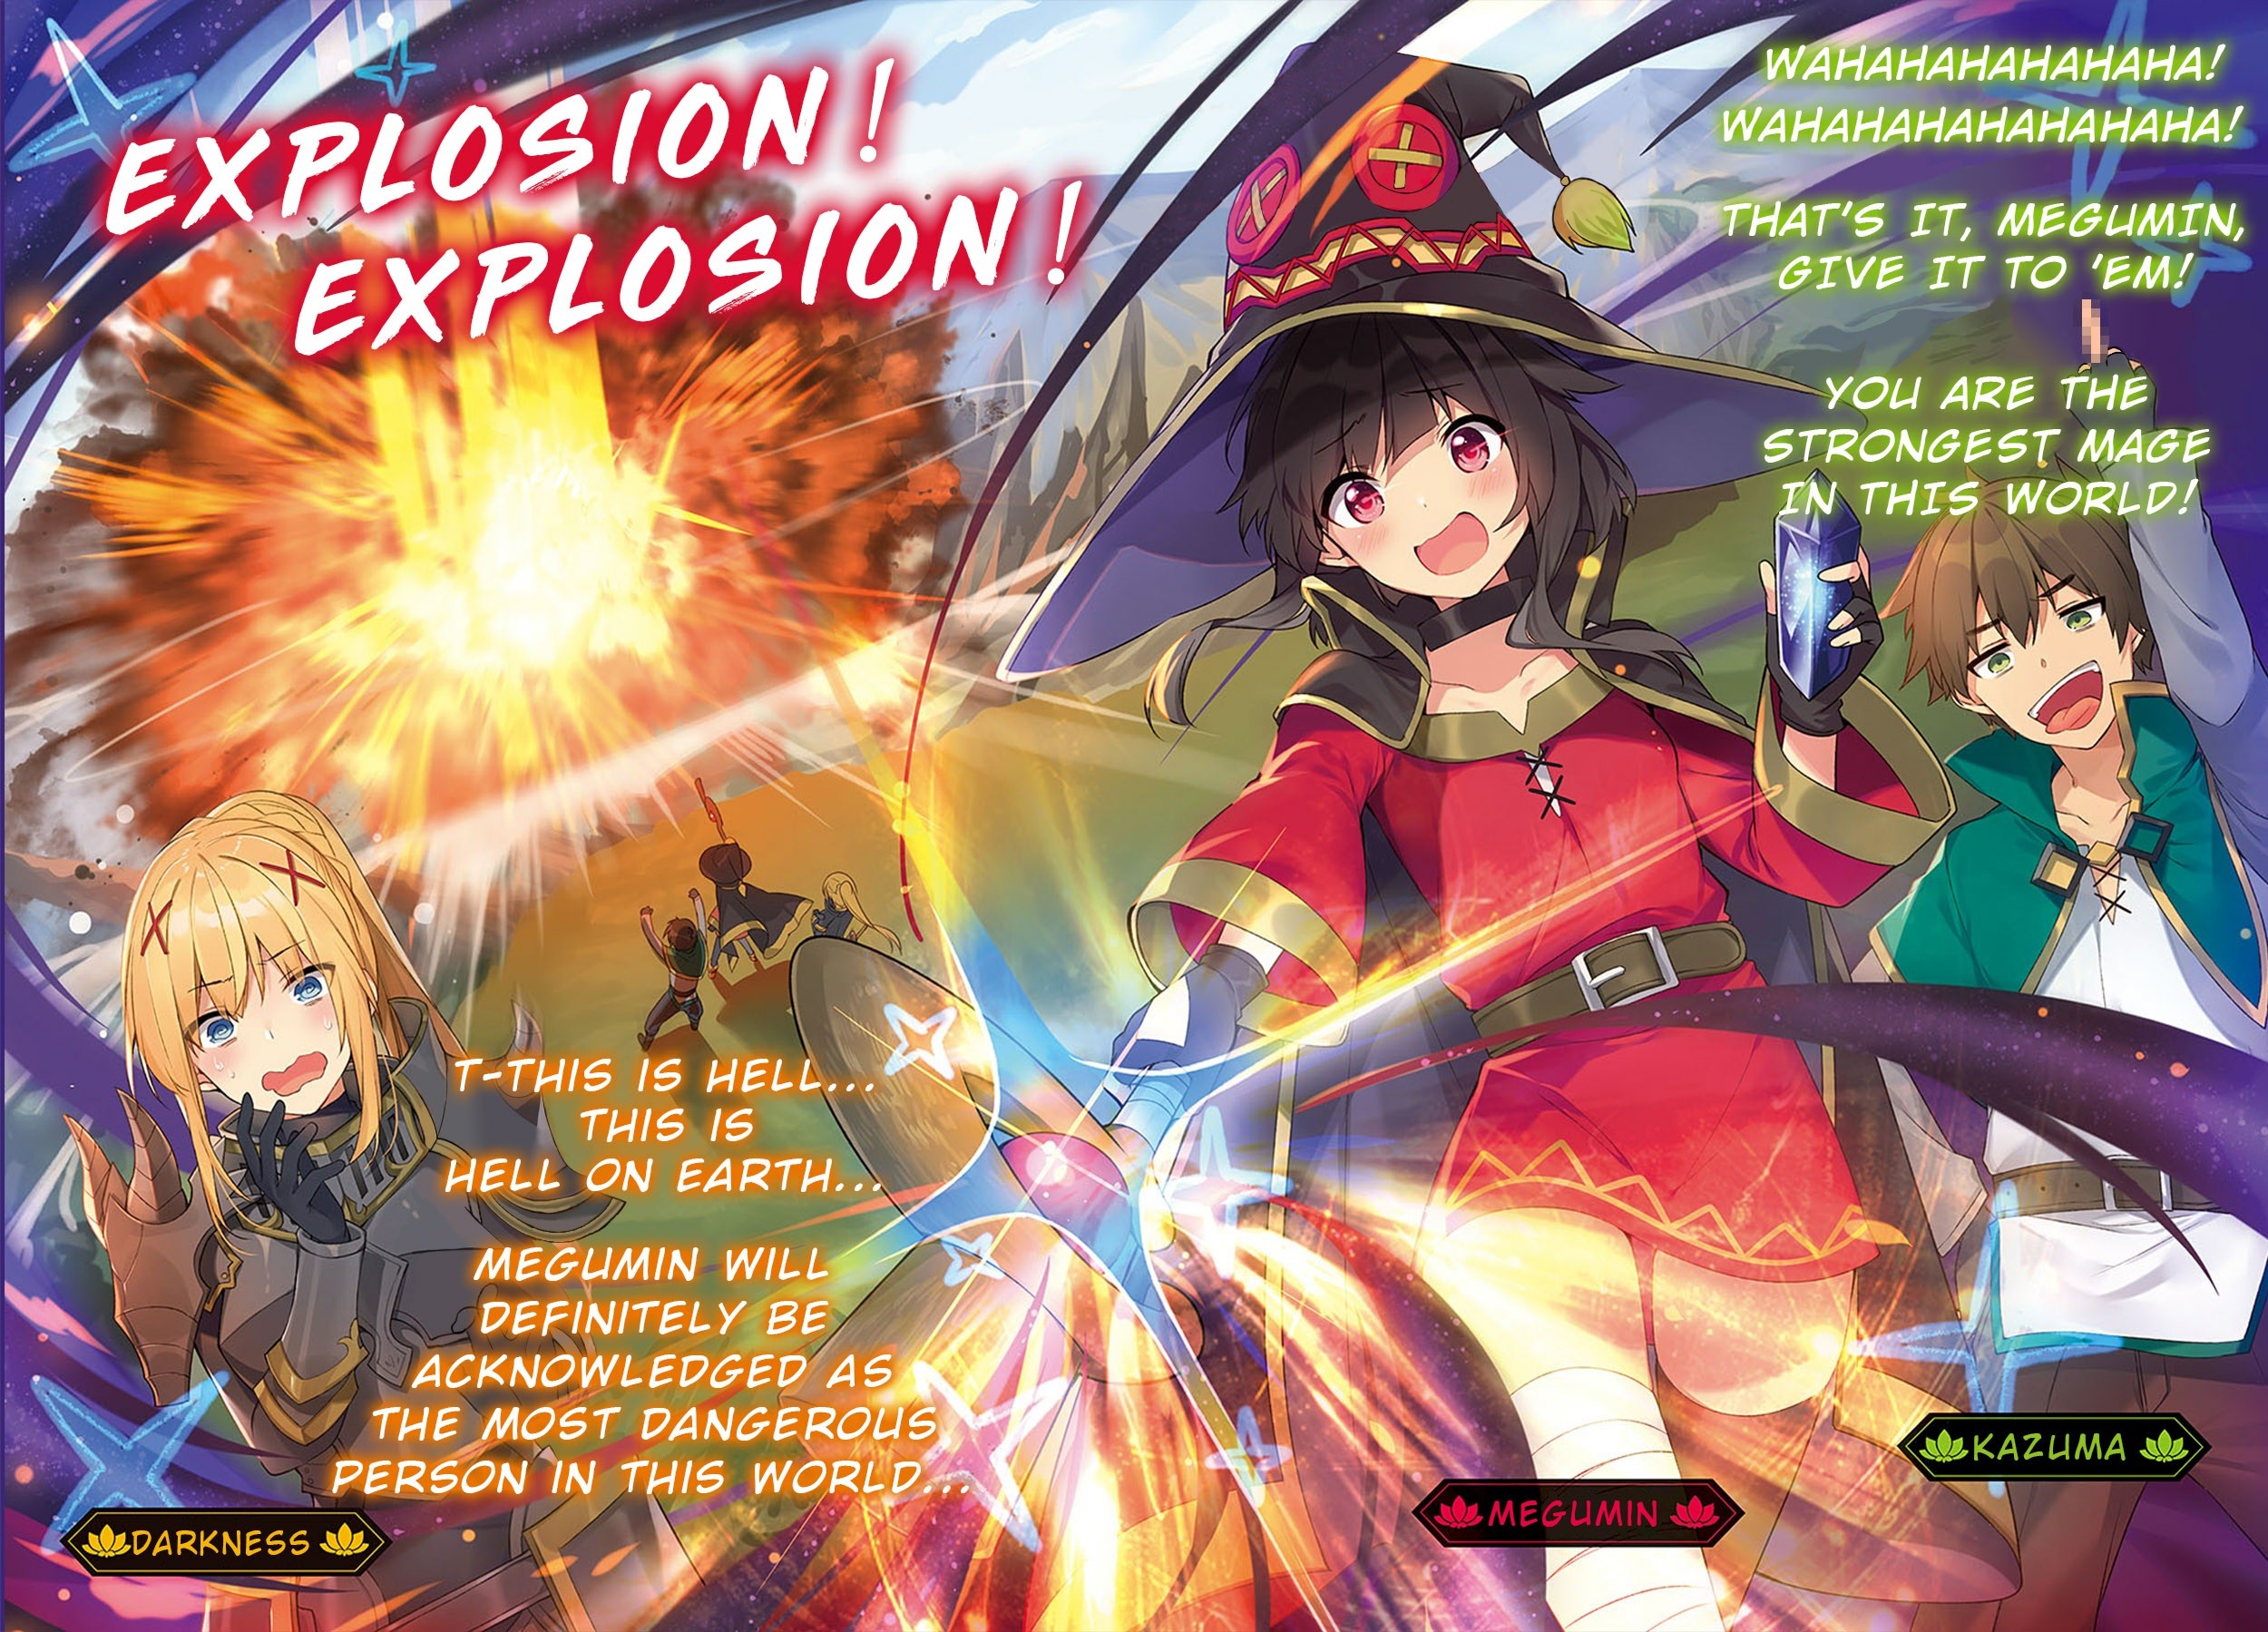 EXPLOSION!
EXPLOSION!
WAHAHAHAHAHAHA!
WAHAHAHAHAHAHAHA!
THAT'S IT, MEGUMIN,
GIVE IT TO 'EM!
YOU ARE THE
STRONGEST MAGE
IN THIS WORLD!
T-THIS IS HELL...
THIS IS
HELL ON EARTH...
MEGUMIN WILL
DEFINITELY BE
ACKNOWLEDGED AS
THE MOST DANGEROUS
PERSON IN THIS WORLD...
DARKNESS
MEGUMIN
KAZUMA